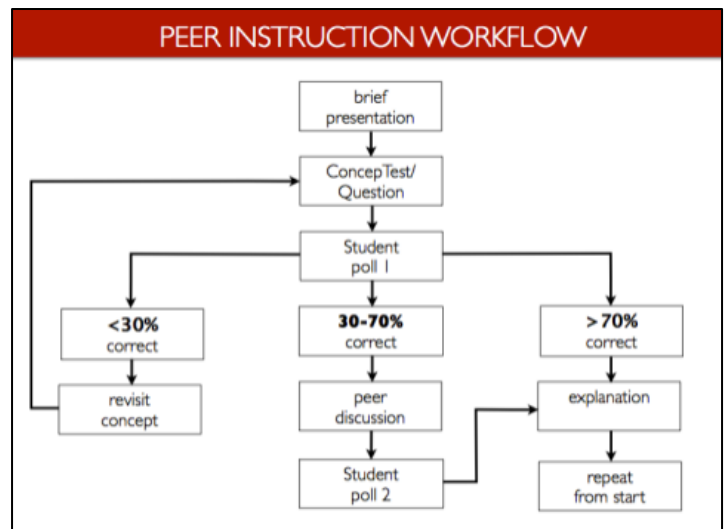 PEER INSTRUCTION WORKFLOW
brief
presentation
ConcepTest/
Question
Student
poll 1
<30%
correct
30-70%
correct
>70%
correct
revisit
concept
peer
discussion
explanation
Student
poll 2
repeat
from start